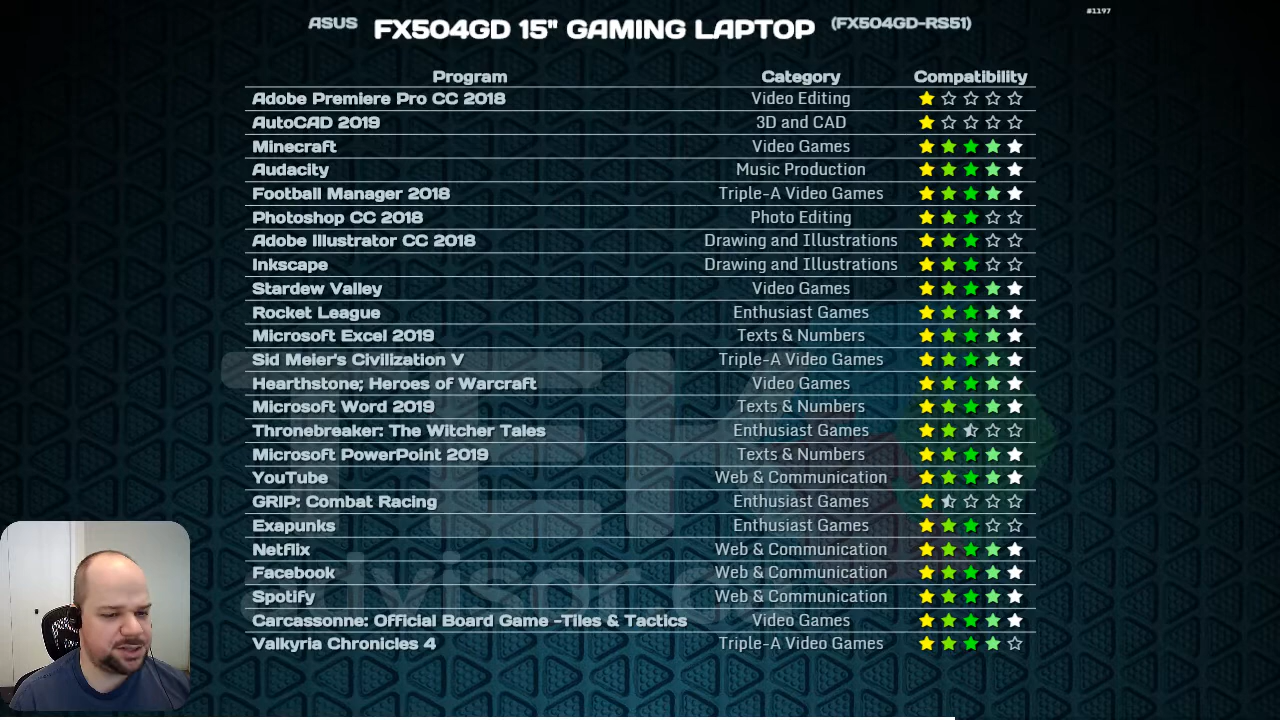 #1197
ASUS FX504GD 15" GAMING LAPTOP (FX504GD-RS51)
Program Category Compatibility
Adobe Premiere Pro CC 2018 Video Editing
AutoCAD 2019 3D and CAD
Minecraft Video Games
Audacity Music Production
Football Manager 2018 Triple-A Video Games
Photoshop CC 2018 Photo Editing
Adobe Illustrator CC 2018 Drawing and Illustrations
Inkscape Drawing and Illustrations
Stardew Valley Video Games
Rocket League Enthusiast Games
Microsoft Excel 2019 Texts & Numbers
Sid Meier's Civilization V Triple-A Video Games
Hearthstone; Heroes of Warcraft Video Games
Microsoft Word 2019 Texts & Numbers
Thronebreaker: The Witcher Tales Enthusiast Games
Microsoft PowerPoint 2019 Texts & Numbers
YouTube Web & Communication
GRIP: Combat Racing Enthusiast Games
Exapunks Enthusiast Games
Netflix Web & Communication
Facebook Web & Communication
Spotify Web & Communication
Carcassonne: Official Board Game -Tiles & Tactics Video Games
Valkyria Chronicles 4 Triple-A Video Games